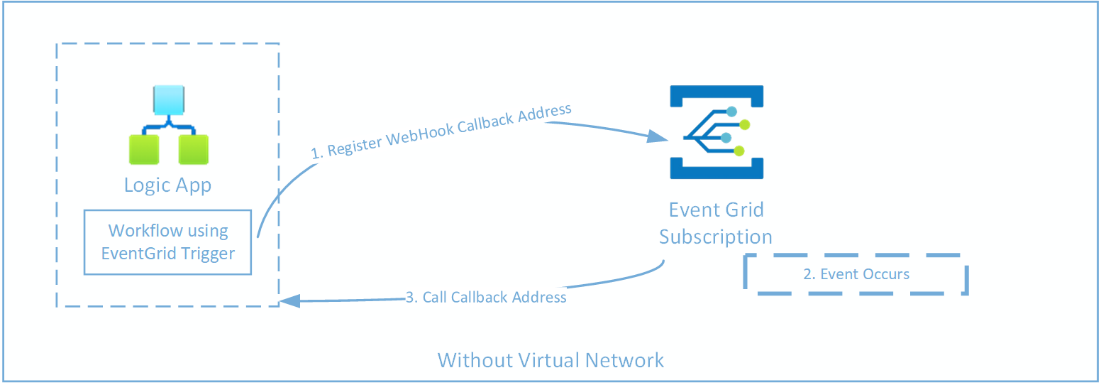 1. Register WebHook Callback Address
Logic App
Workflow using
EventGrid Trigger
Event Grid
Subscription
2. Event Occurs
3. Call Callback Address
Without Virtual Network